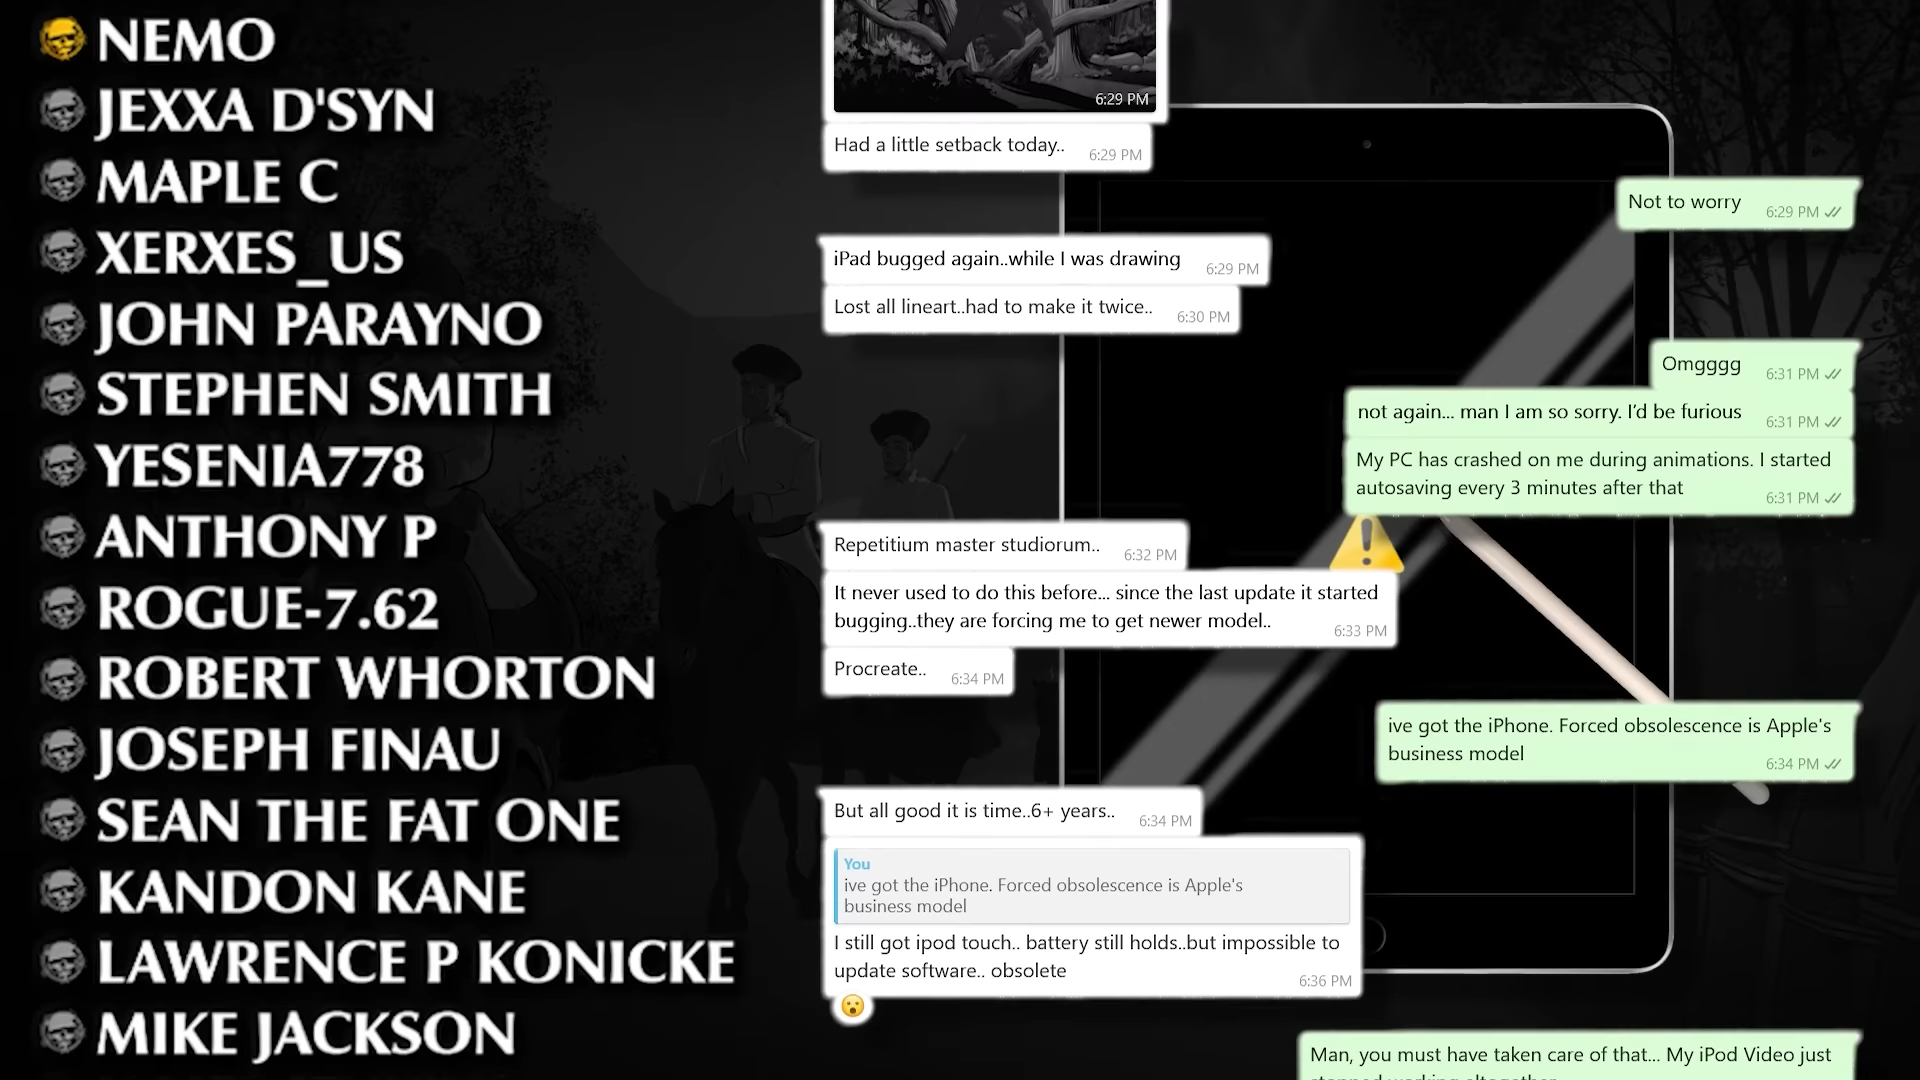 NEMO
JEXXA D'SYN
MAPLE C
XERXES_US
JOHN PARAYNO
STEPHEN SMITH
YESENIA778
ANTHONY P
ROGUE-7.62
ROBERT WHORTON
JOSEPH FINAU
SEAN THE FAT ONE
KANDON KANE
LAWRENCE P KONICKE
MIKE JACKSON
6:29 PM
Had a little setback today.. 6:29 PM
Not to worry 6:29 PM
iPad bugged again..while I was drawing 6:29 PM
Lost all lineart..had to make it twice.. 6:30 PM
Omgggg 6:31 PM
not again... man I am so sorry. I'd be furious 6:31 PM
My PC has crashed on me during animations. I started
autosaving every 3 minutes after that 6:31 PM
Repetitium master studiorum.. 6:32 PM
It never used to do this before... since the last update it started
bugging..they are forcing me to get newer model.. 6:33 PM
Procreate.. 6:34 PM
ive got the iPhone. Forced obsolescence is Apple's
business model 6:34 PM
But all good it is time..6+ years.. 6:34 PM
You
ive got the iPhone. Forced obsolescence is Apple's
business model
I still got ipod touch.. battery still holds..but impossible to
update software.. obsolete 6:36 PM
Man, you must have taken care of that... My iPod Video just
stopped working altogether